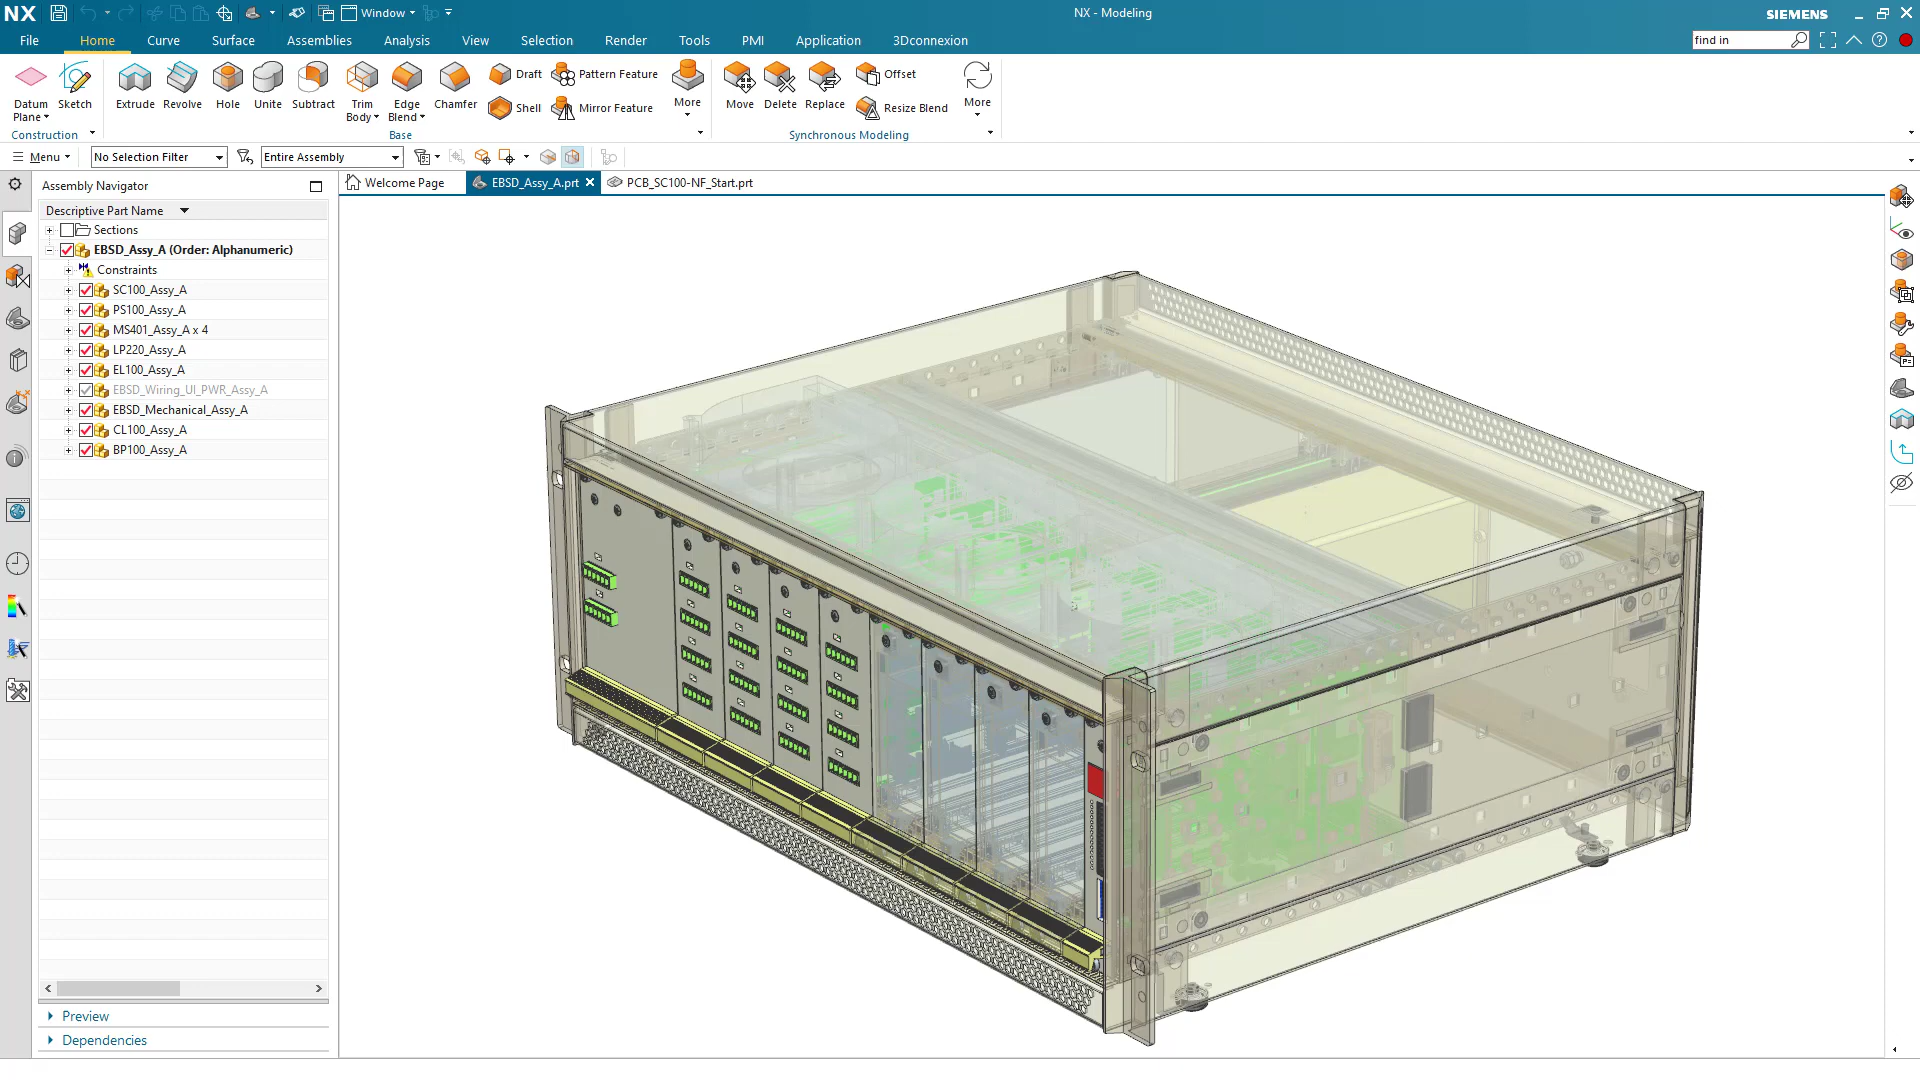 NX
Window
NX - Modeling
SIEMENS
File
Home
Curve
Surface
Assemblies
Analysis
View
Selection
Render
Tools
PMI
Application
3Dconnexion
find in
Datum Plane
Sketch
Extrude
Revolve
Hole
Unite
Subtract
Trim Body
Edge Blend
Chamfer
Draft
Shell
Pattern Feature
Mirror Feature
More
Move
Delete
Replace
Offset
Resize Blend
More
Construction
Base
Synchronous Modeling
Menu
No Selection Filter
Entire Assembly
Assembly Navigator
Welcome Page
EBSD_Assy_A.prt
PCB_SC100-NF_Start.prt
Descriptive Part Name
Sections
EBSD_Assy_A (Order: Alphanumeric)
Constraints
SC100_Assy_A
PS100_Assy_A
MS401_Assy_A x 4
LP220_Assy_A
EL100_Assy_A
EBSD_Wiring_UI_PWR_Assy_A
EBSD_Mechanical_Assy_A
CL100_Assy_A
BP100_Assy_A
Preview
Dependencies